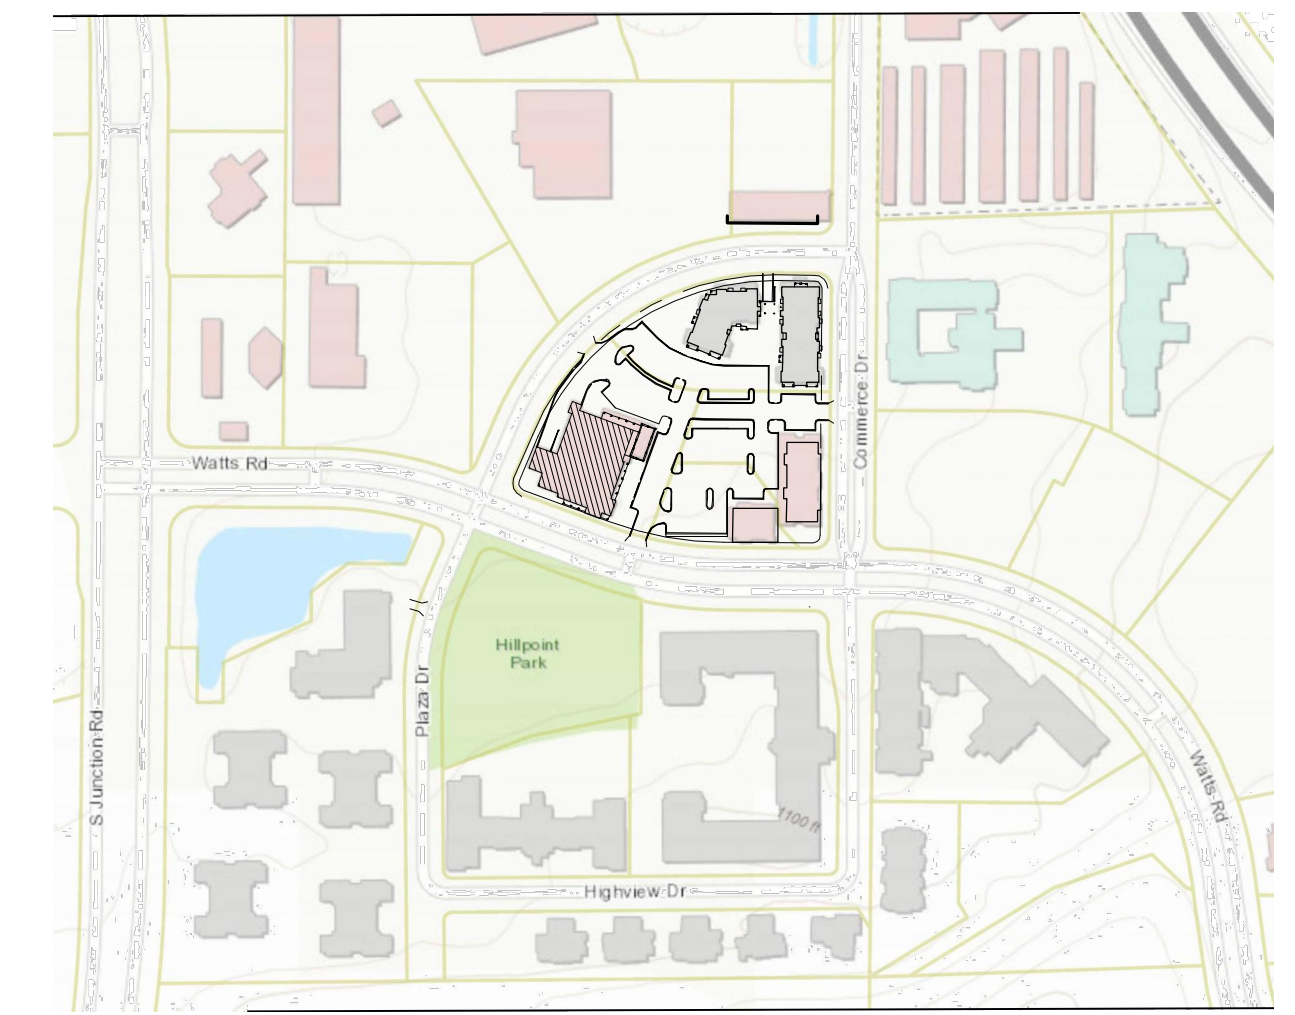 Commerce Dr
Watts Rd
Hillpoint
Park
Plaza Dr
S Junction Rd
Watts Rd
1100 ft
Highview Dr